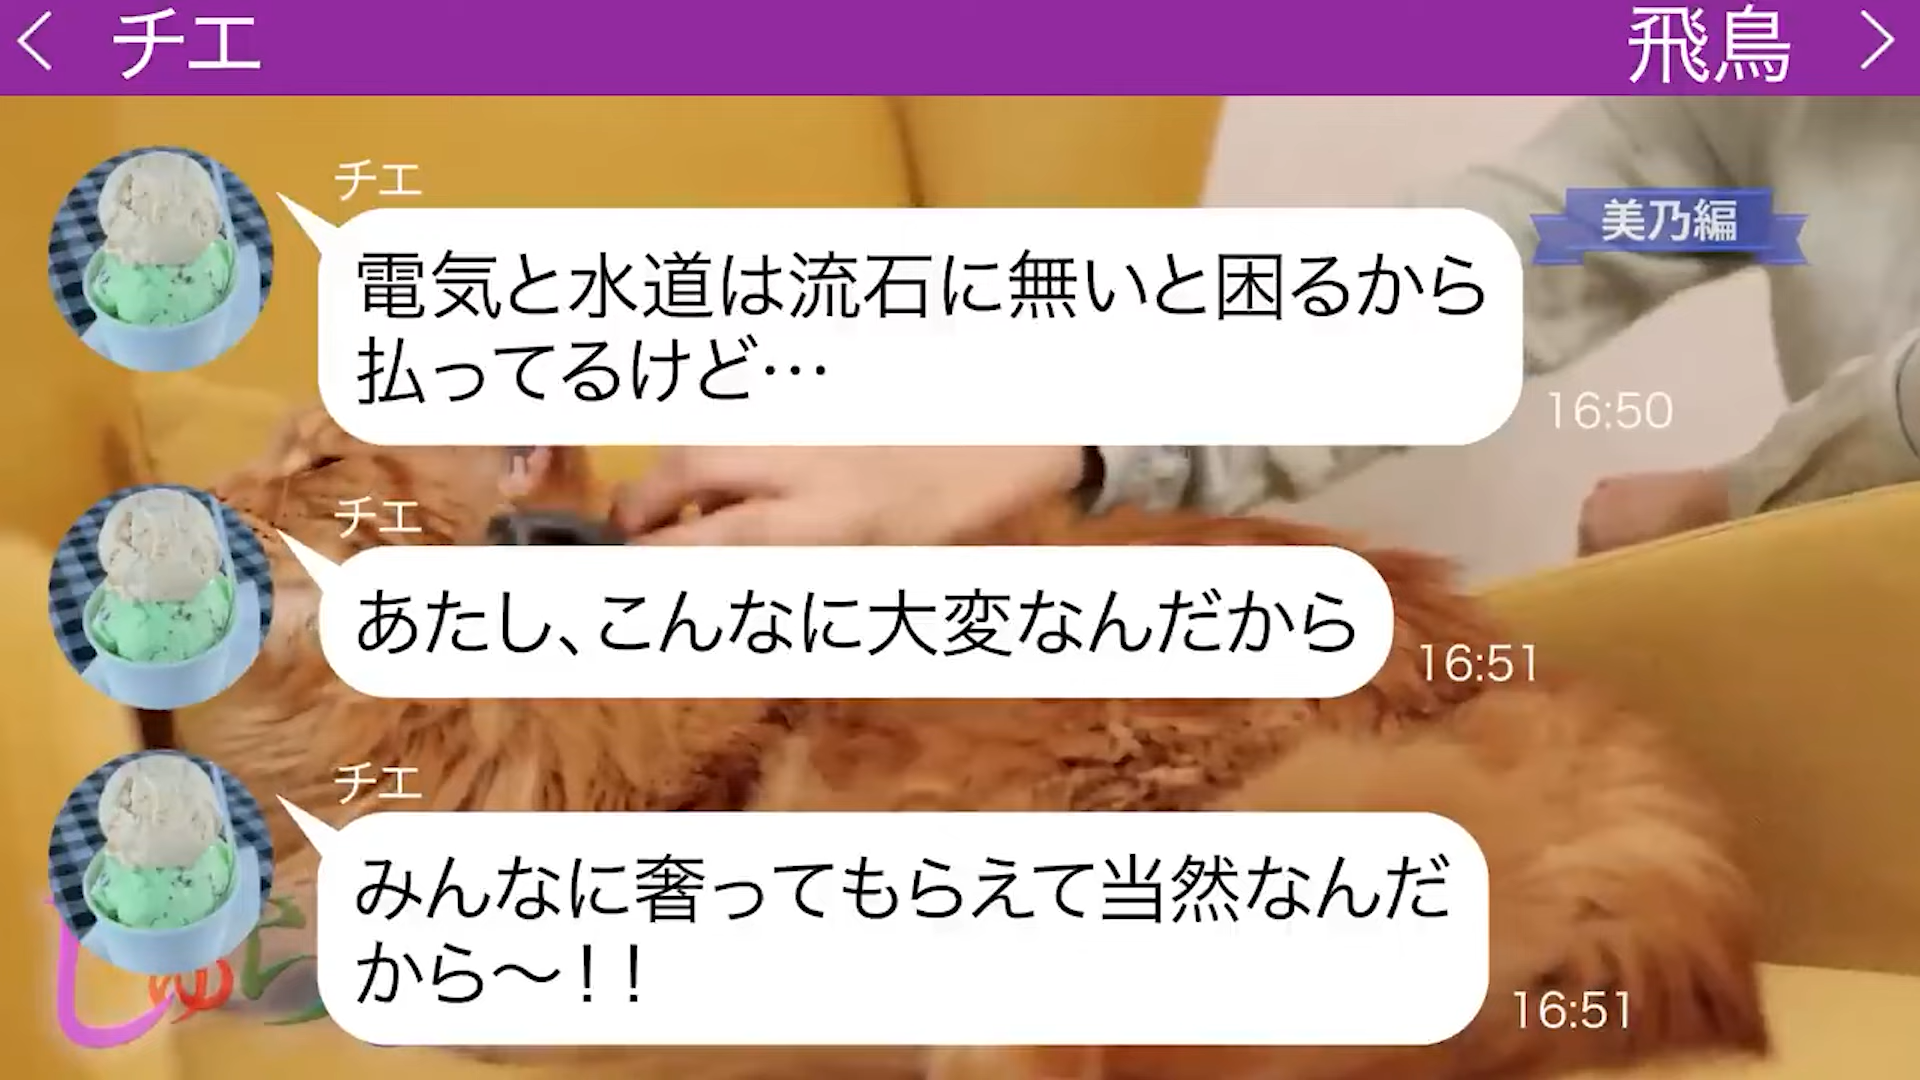 チエ
飛鳥
チエ
美乃編
電気と水道は流石に無いと困るから
払ってるけど…
16:50
チエ
あたし、こんなに大変なんだから
16:51
チエ
みんなに奢ってもらえて当然なんだ
から〜！！
16:51